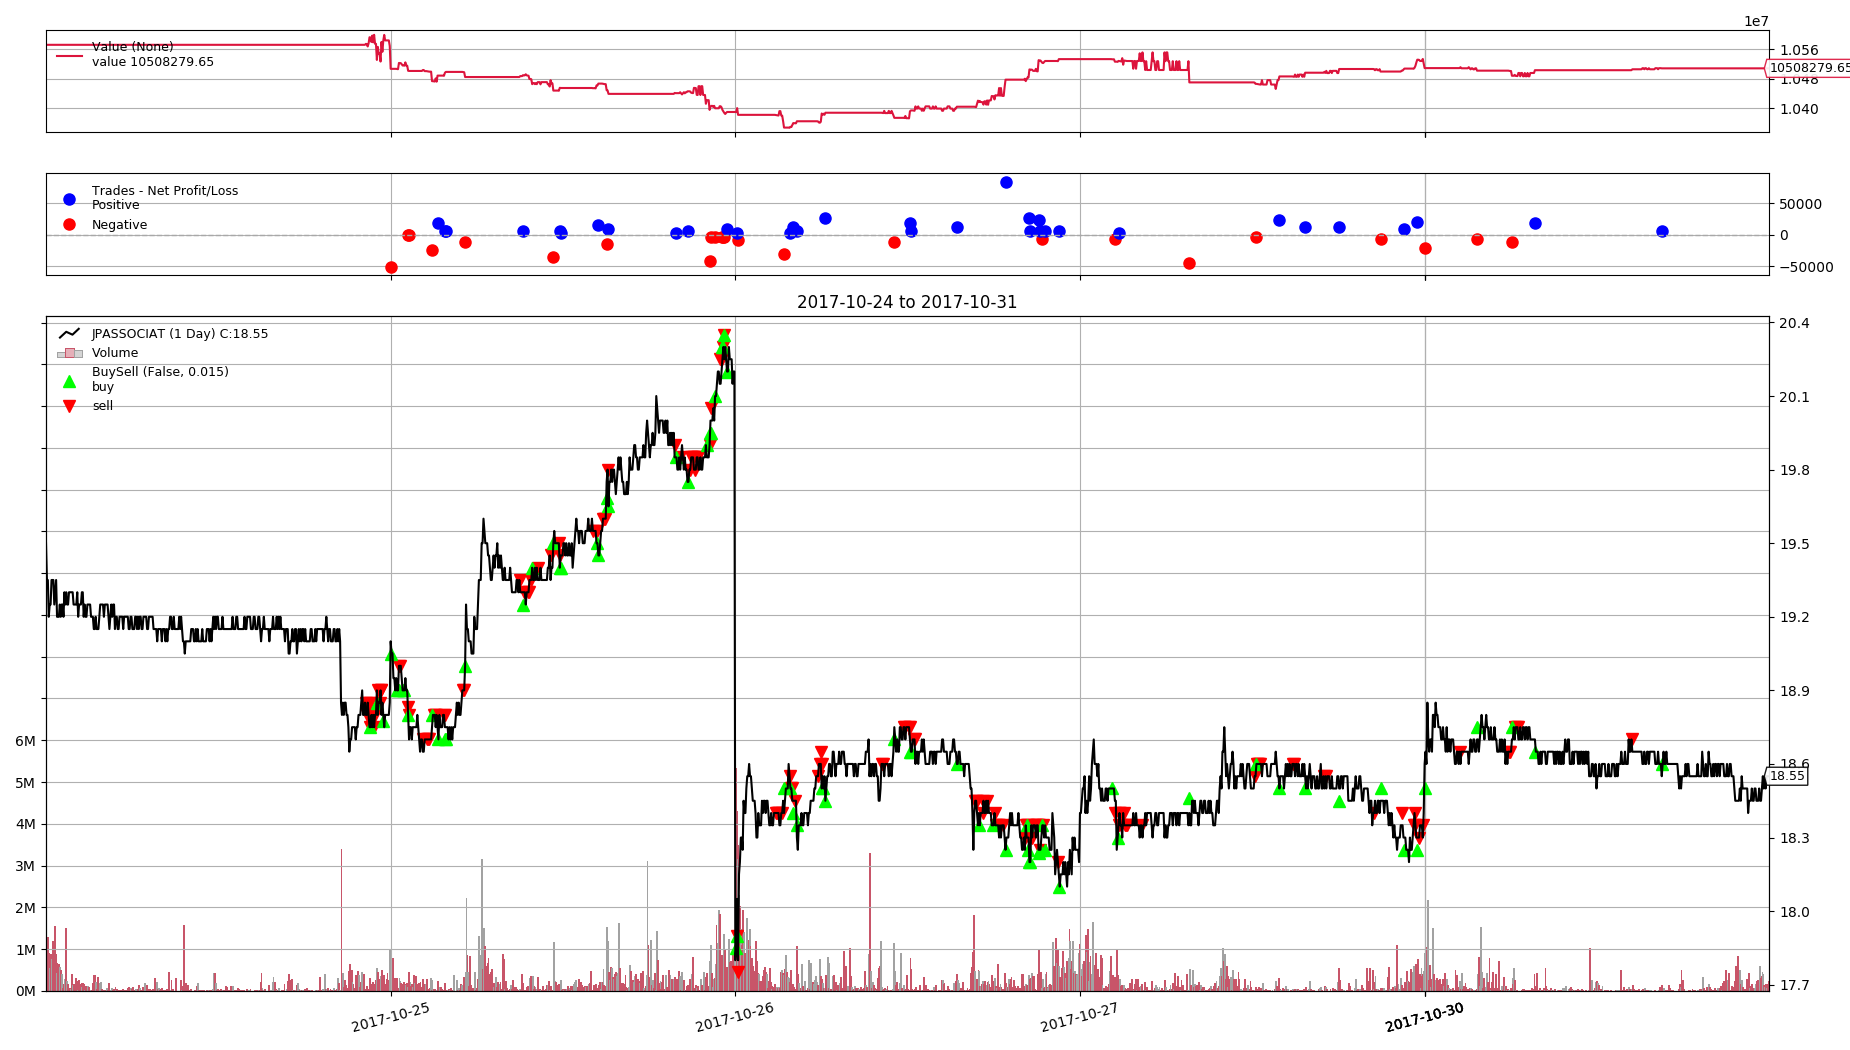 1e7
Value (None)
value 10508279.65
1.056
10508279.65
1.048
1.040
Trades - Net Profit/Loss
Positive
Negative
50000
0
−50000
2017-10-24 to 2017-10-31
JPASSOCIAT (1 Day) C:18.55
Volume
BuySell (False, 0.015)
buy
sell
20.4
20.1
19.8
19.5
19.2
18.9
18.6
18.55
18.3
18.0
17.7
6M
5M
4M
3M
2M
1M
0M
2017-10-25
2017-10-26
2017-10-27
2017-10-30